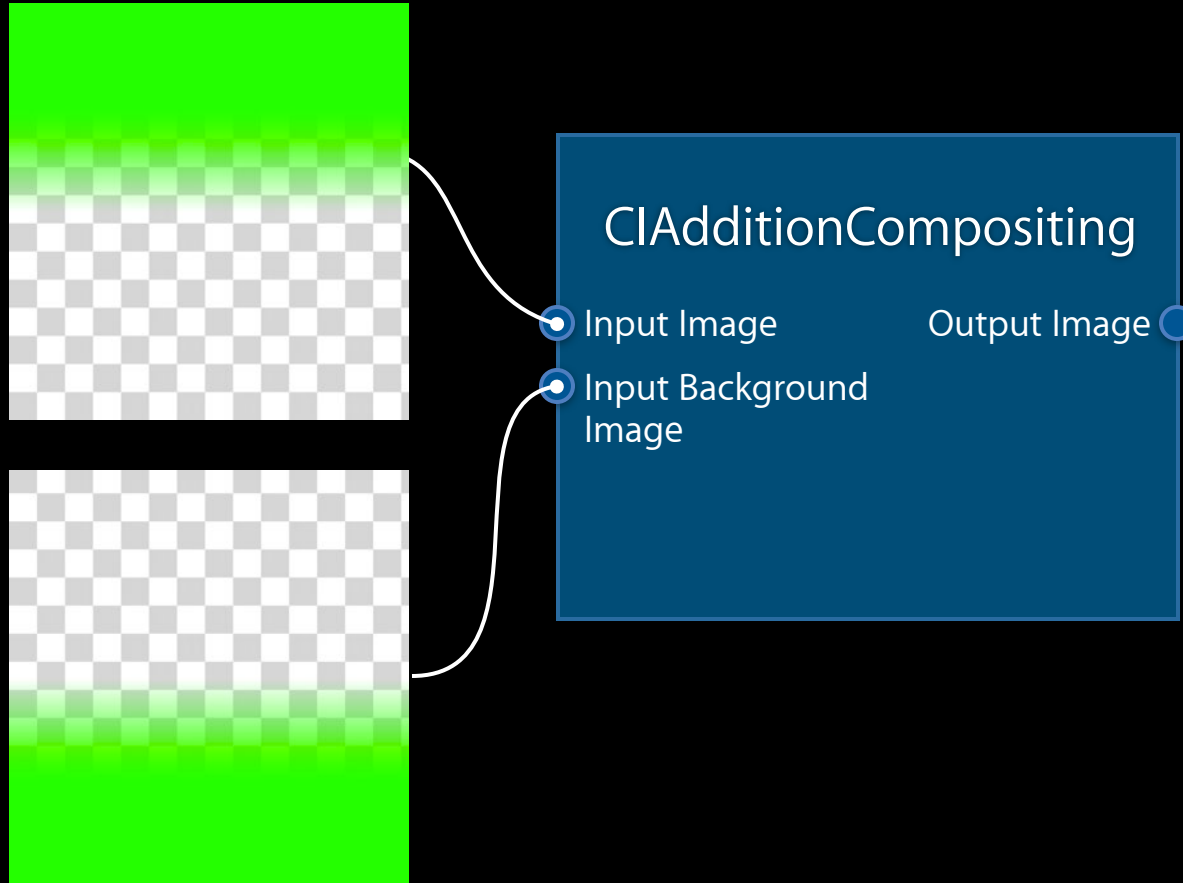 CIAdditionCompositing
Input Image
Output Image
Input Background
Image